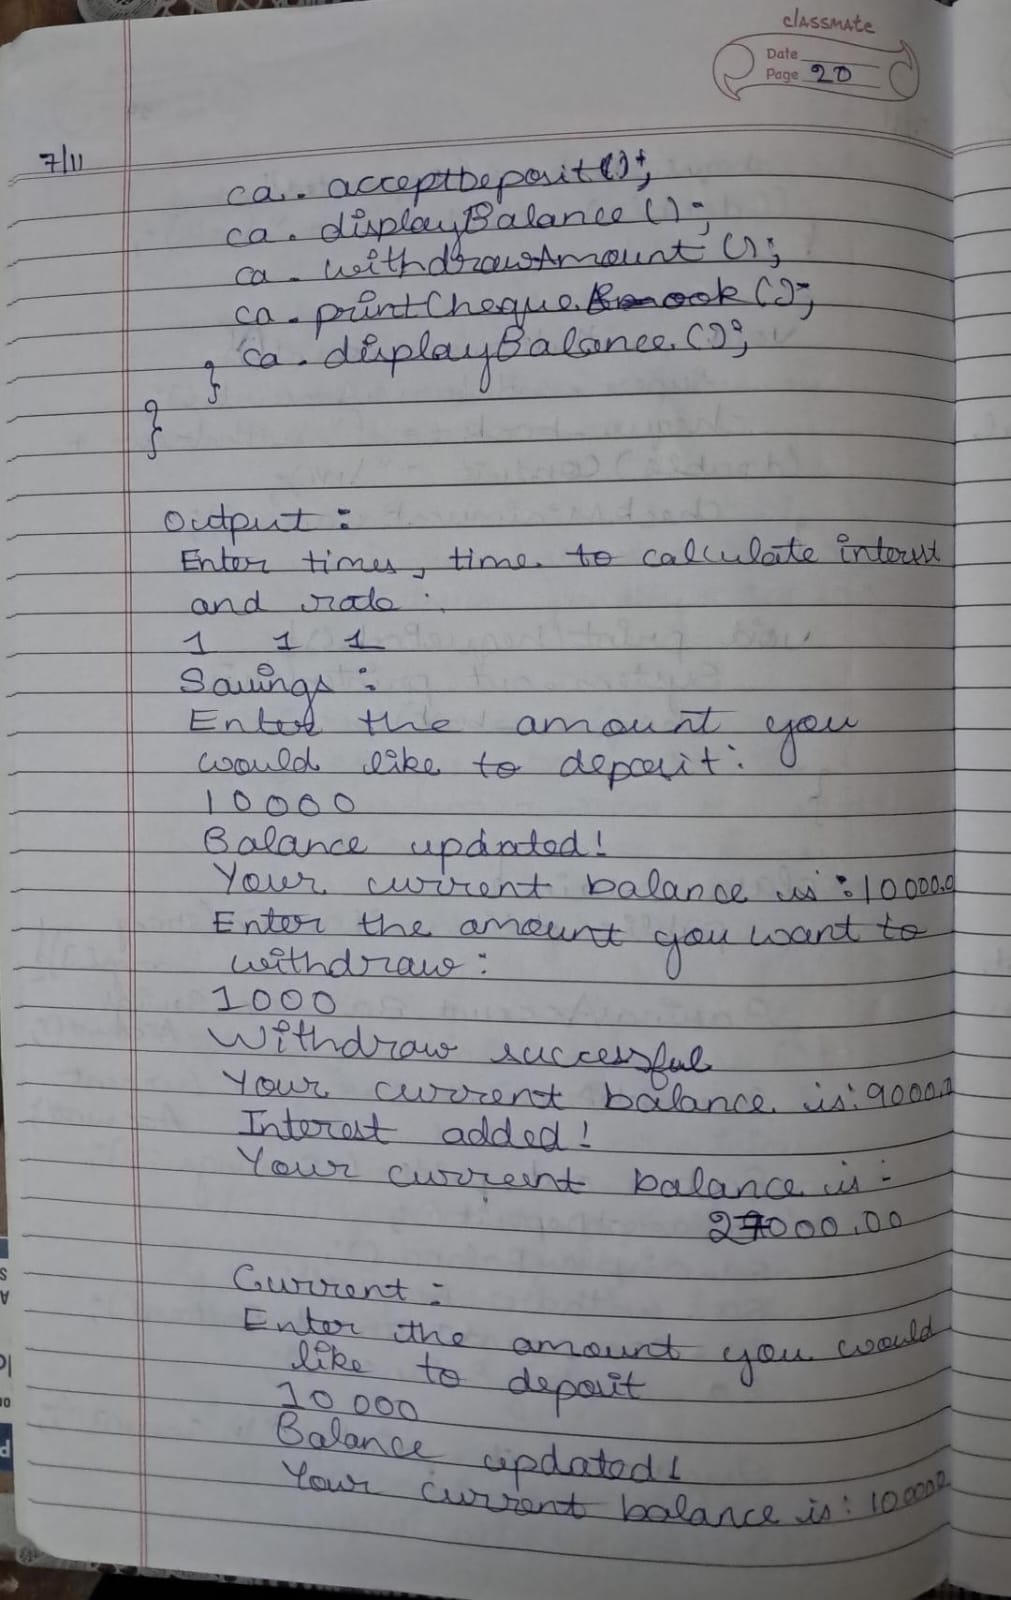 classmate
Date
Page 20
7/11
ca. acceptDeposit();
ca. displayBalance();
ca. withdrawAmount();
ca. printCheque book();
ca. displayBalance();
}
}
Output :
Enter times, time to calculate interest
and rate :
1 1 1
Savings :
Enter the amount you
would like to deposit:
10000
Balance updated!
Your current balance is : 10000.0
Enter the amount you want to
withdraw:
1000
Withdraw successful
Your current balance is: 9000.0
Interest added!
Your current balance is -
27000.00
Current :
Enter the amount you would
like to deposit
10000
Balance updated!
Your current balance is: 10000.0